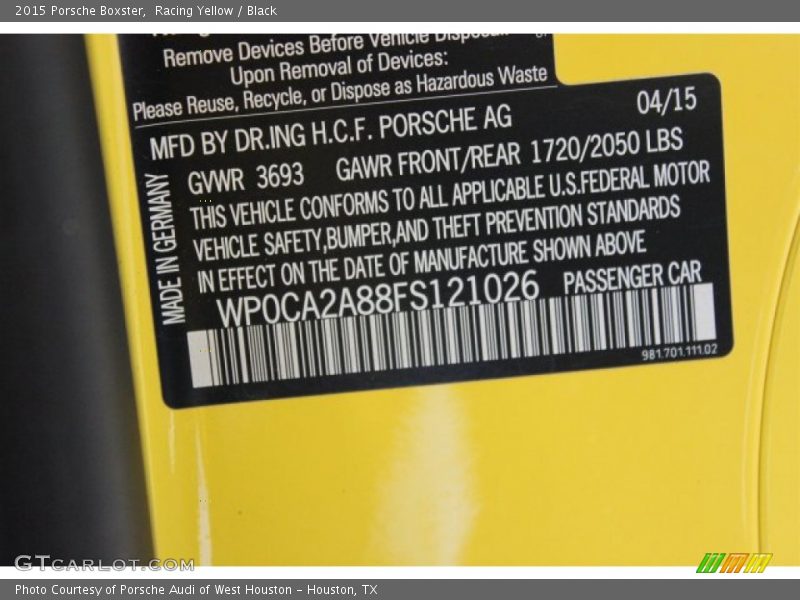 2015 Porsche Boxster, Racing Yellow / Black
Remove Devices Before Vehicle
Upon Removal of Devices:
Please Reuse, Recycle, or Dispose as Hazardous Waste
MFD BY DR.ING H.C.F. PORSCHE AG 04/15
GVWR 3693 GAWR FRONT/REAR 1720/2050 LBS
THIS VEHICLE CONFORMS TO ALL APPLICABLE U.S.FEDERAL MOTOR
VEHICLE SAFETY,BUMPER,AND THEFT PREVENTION STANDARDS
IN EFFECT ON THE DATE OF MANUFACTURE SHOWN ABOVE
WP0CA2A88FS121026 PASSENGER CAR
981.701.111.02
MADE IN GERMANY
GTCARLOT.COM
Photo Courtesy of Porsche Audi of West Houston - Houston, TX